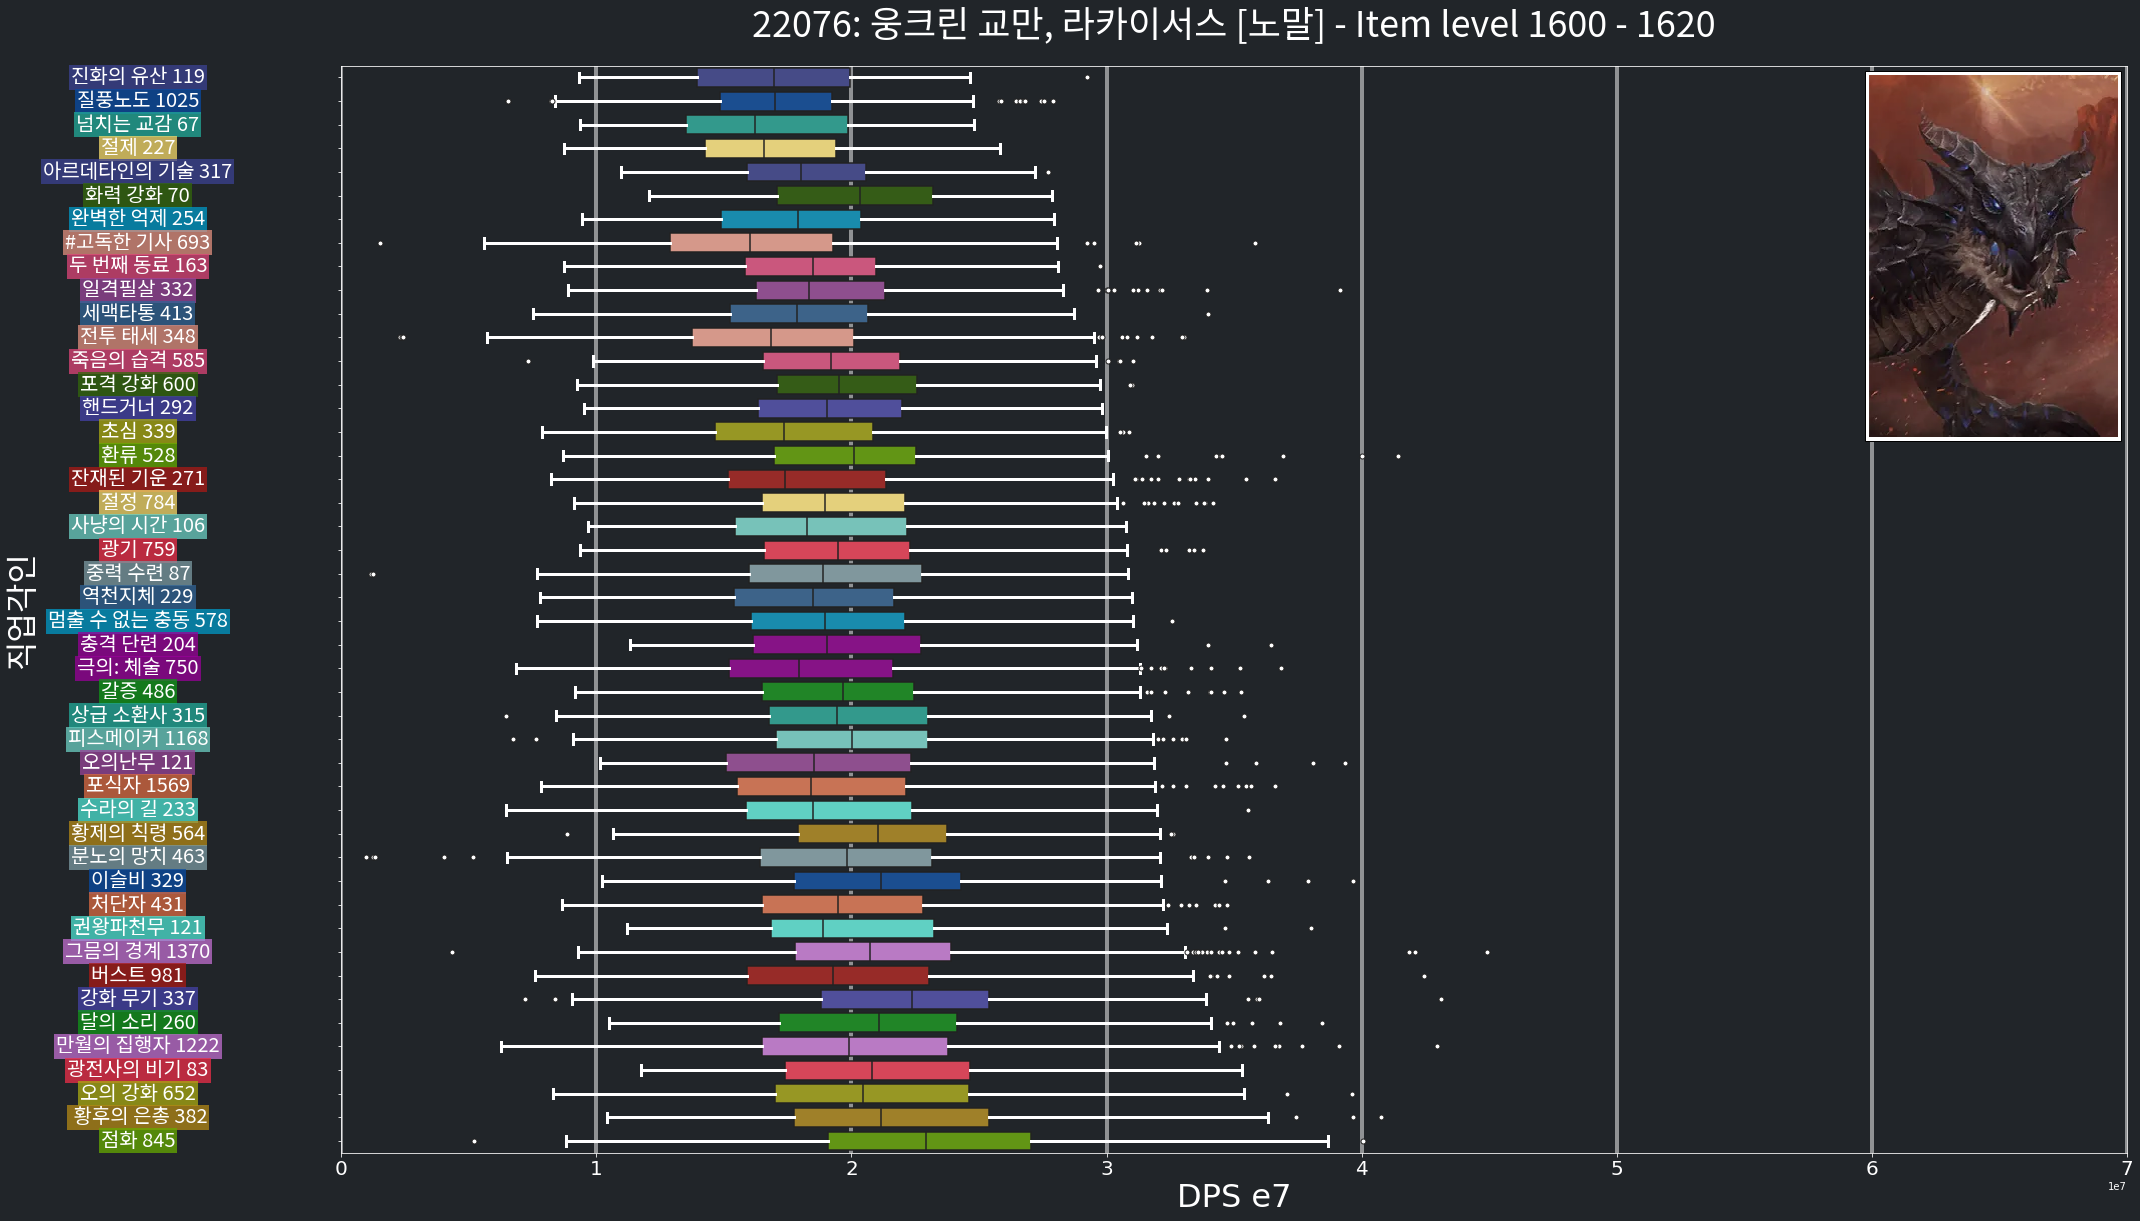 22076: 웅크린 교만, 라카이서스 [노말] - Item level 1600 - 1620
진화의 유산 119
질풍노도 1025
넘치는 교감 67
절제 227
아르데타인의 기술 317
화력 강화 70
완벽한 억제 254
#고독한 기사 693
두 번째 동료 163
일격필살 332
세맥타통 413
전투 태세 348
죽음의 습격 585
포격 강화 600
핸드거너 292
초심 339
환류 528
잔재된 기운 271
절정 784
사냥의 시간 106
광기 759
중력 수련 87
역천지체 229
멈출 수 없는 충동 578
충격 단련 204
극의: 체술 750
갈증 486
상급 소환사 315
피스메이커 1168
오의난무 121
포식자 1569
수라의 길 233
황제의 칙령 564
분노의 망치 463
이슬비 329
처단자 431
권왕파천무 121
그믐의 경계 1370
버스트 981
강화 무기 337
달의 소리 260
만월의 집행자 1222
광전사의 비기 83
오의 강화 652
황후의 은총 382
점화 845
직업각인
0 1 2 3 4 5 6 7
1e7
DPS e7